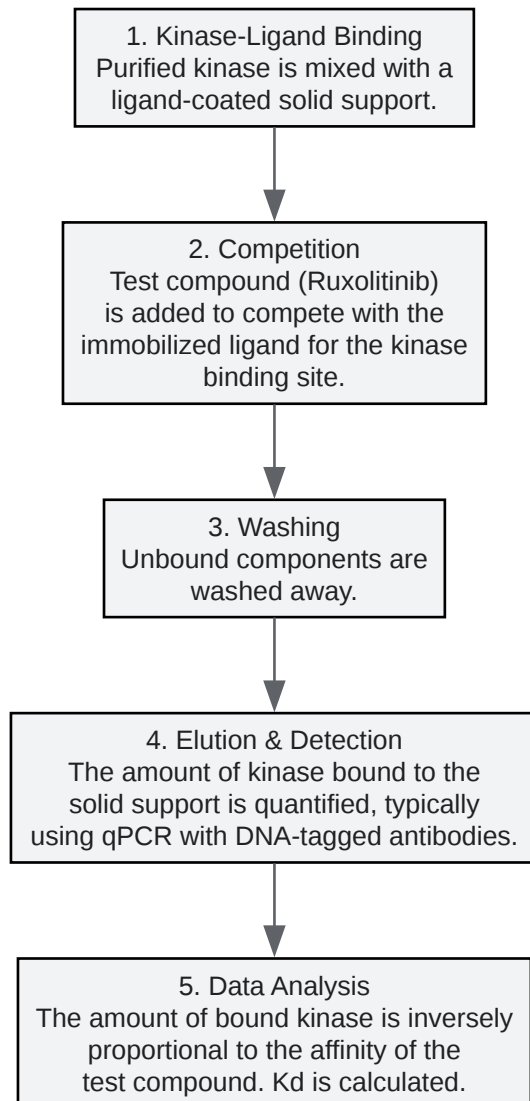 1. Kinase-Ligand Binding
Purified kinase is mixed with a
ligand-coated solid support.
2. Competition
Test compound (Ruxolitinib)
is added to compete with the
immobilized ligand for the kinase
binding site.
3. Washing
Unbound components are
washed away.
4. Elution & Detection
The amount of kinase bound to the
solid support is quantified, typically
using qPCR with DNA-tagged antibodies.
5. Data Analysis
The amount of bound kinase is inversely
proportional to the affinity of the
test compound. Kd is calculated.